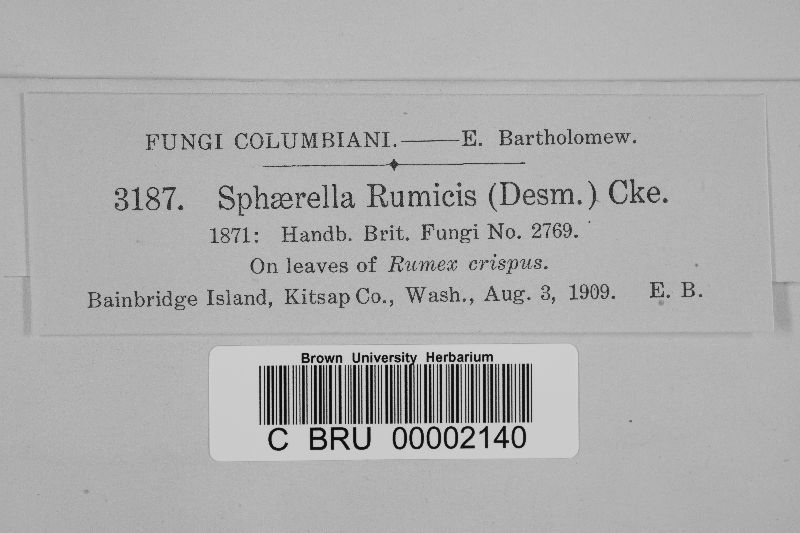 FUNGI COLUMBIANI.——E. Bartholomew.
3187. Sphærella Rumicis (Desm.) Cke.
1871: Handb. Brit. Fungi No. 2769.
On leaves of Rumex crispus.
Bainbridge Island, Kitsap Co., Wash., Aug. 3, 1909. E. B.
Brown University Herbarium
C BRU 00002140